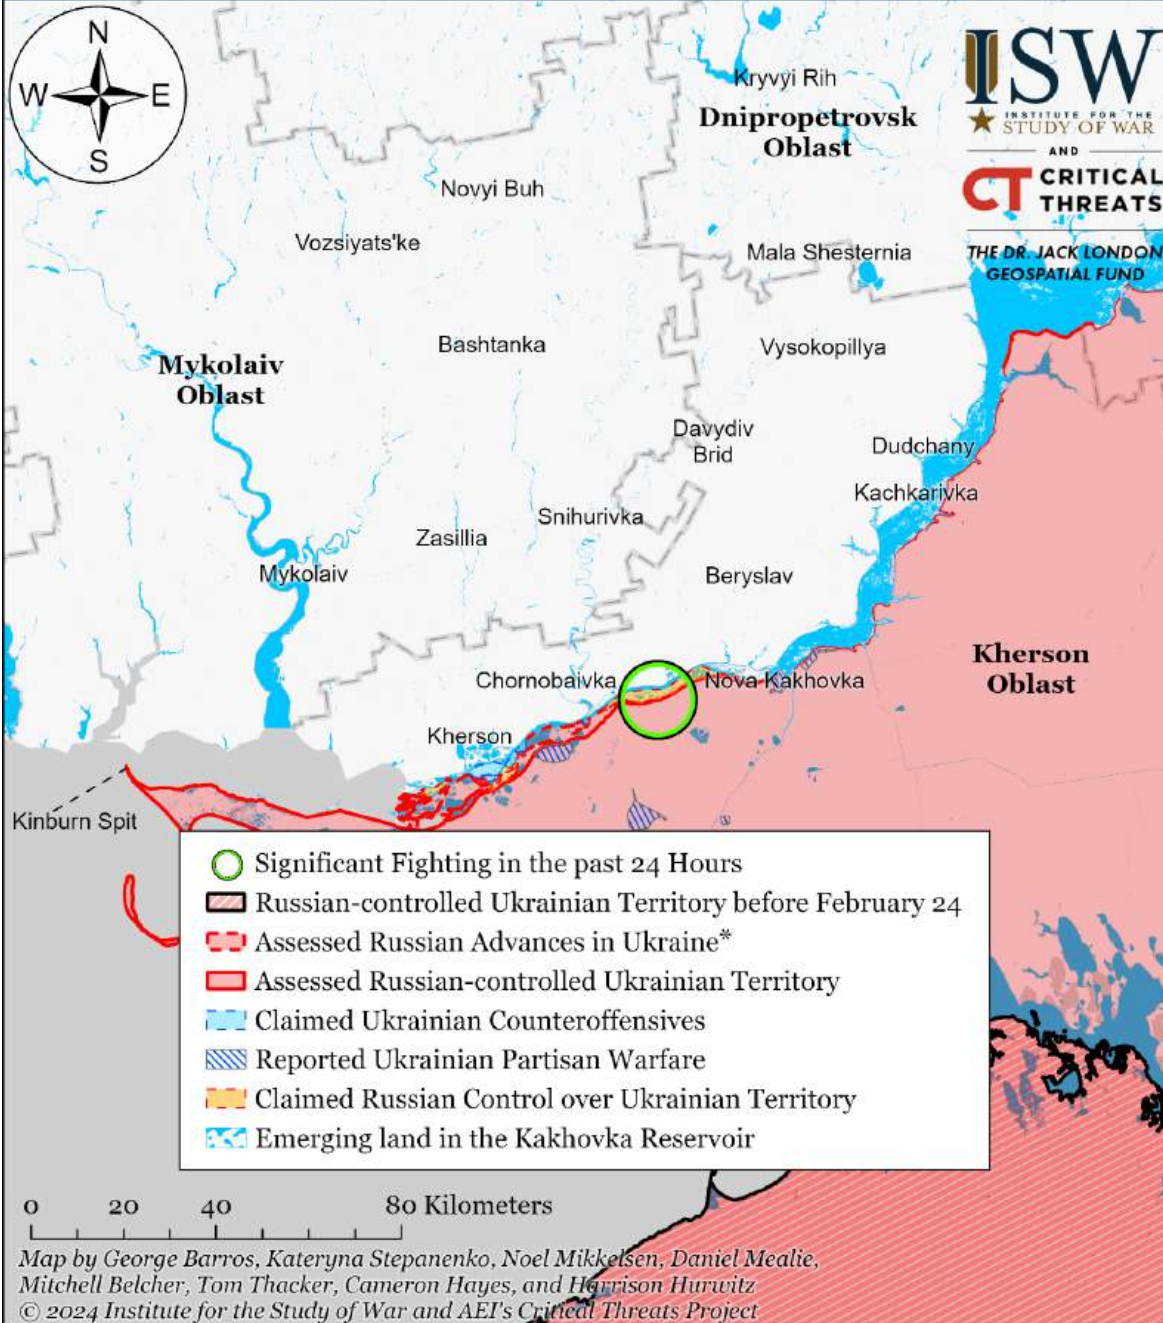 N
W E
S
ISW
INSTITUTE FOR THE
STUDY OF WAR
AND
CT CRITICAL
THREATS
THE DR. JACK LONDON
GEOSPATIAL FUND
Kryvyi Rih
Dnipropetrovsk
Oblast
Novyi Buh
Vozsiyats'ke
Mala Shesternia
Bashtanka
Vysokopillya
Mykolaiv
Oblast
Davydiv
Brid
Dudchany
Kachkarivka
Snihurivka
Zasillia
Mykolaiv
Beryslav
Kherson
Oblast
Chornobaivka
Nova Kakhovka
Kherson
Kinburn Spit
Significant Fighting in the past 24 Hours
Russian-controlled Ukrainian Territory before February 24
Assessed Russian Advances in Ukraine*
Assessed Russian-controlled Ukrainian Territory
Claimed Ukrainian Counteroffensives
Reported Ukrainian Partisan Warfare
Claimed Russian Control over Ukrainian Territory
Emerging land in the Kakhovka Reservoir
0 20 40 80 Kilometers
Map by George Barros, Kateryna Stepanenko, Noel Mikkelsen, Daniel Mealie,
Mitchell Belcher, Tom Thacker, Cameron Hayes, and Harrison Hurwitz
© 2024 Institute for the Study of War and AEI's Critical Threats Project